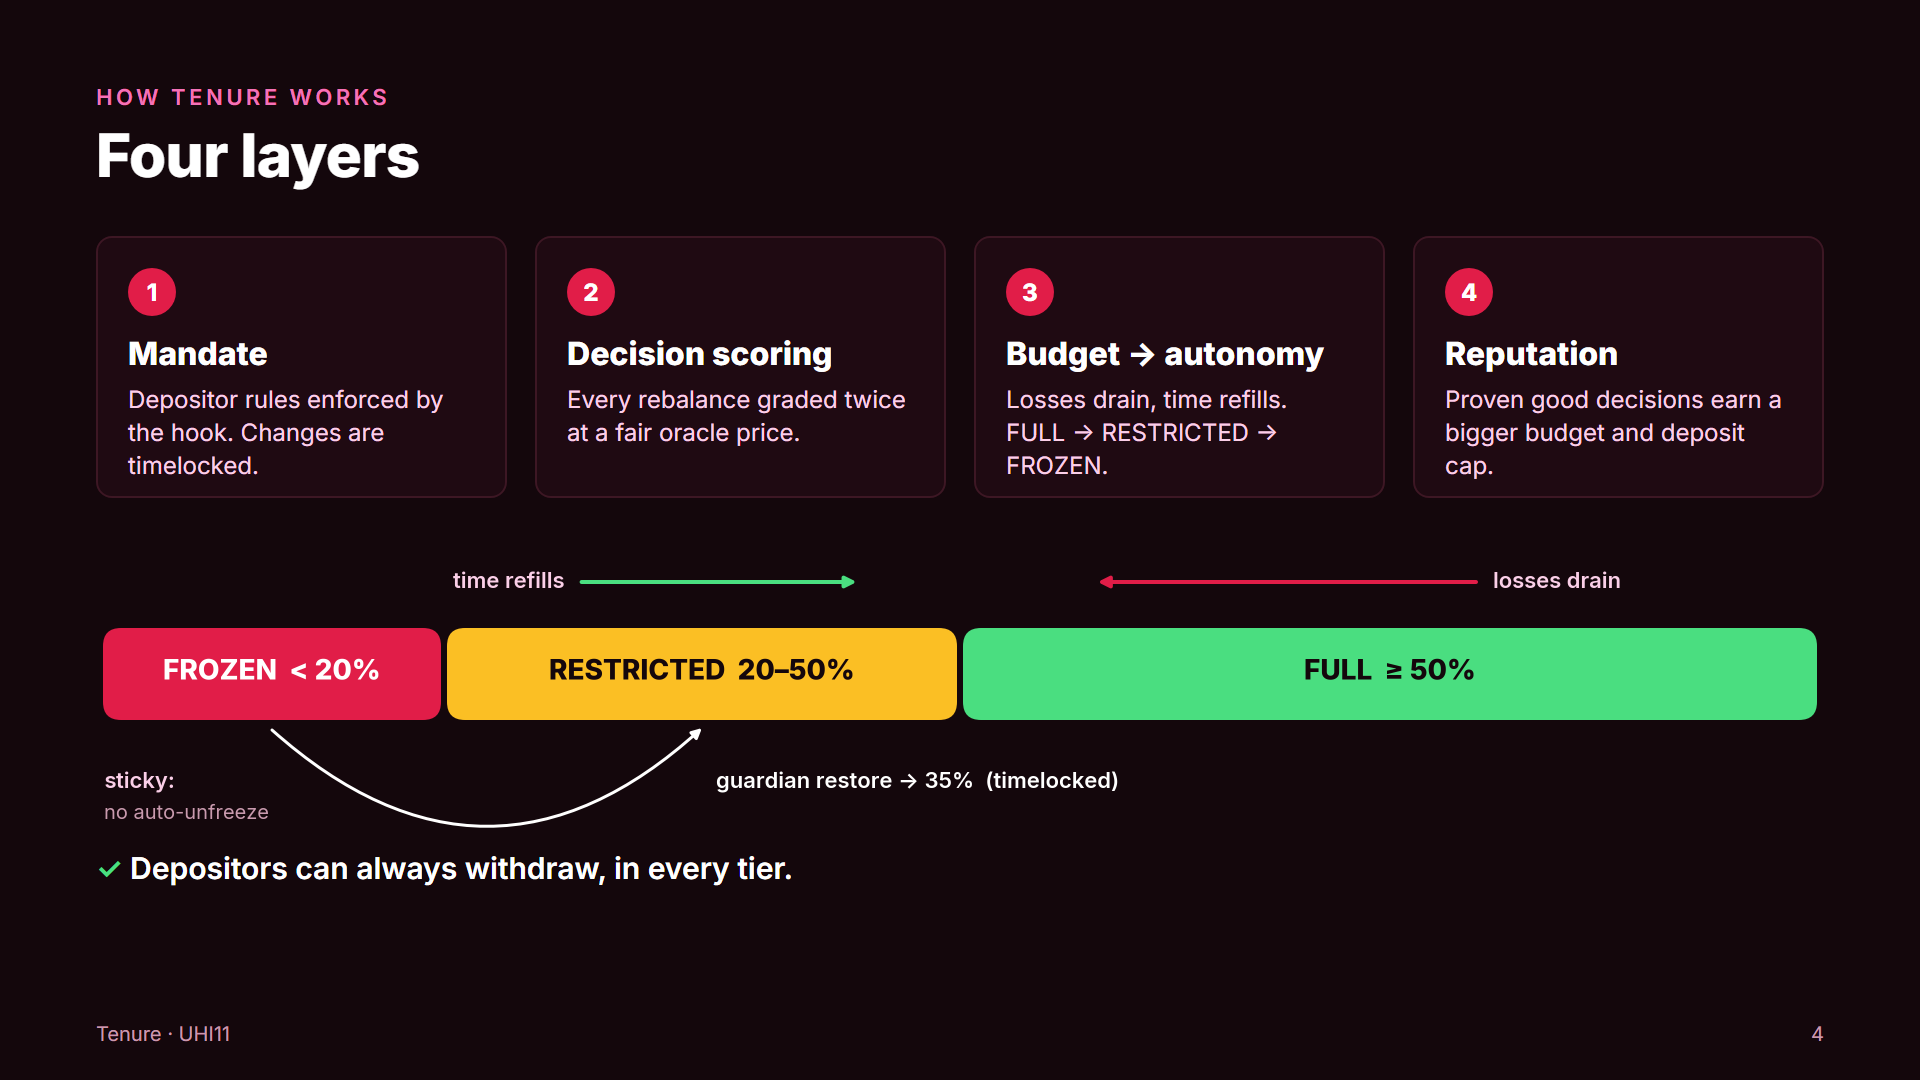 HOW TENURE WORKS
Four layers
1
Mandate
Depositor rules enforced by
the hook. Changes are
timelocked.
2
Decision scoring
Every rebalance graded twice
at a fair oracle price.
3
Budget → autonomy
Losses drain, time refills.
FULL → RESTRICTED →
FROZEN.
4
Reputation
Proven good decisions earn a
bigger budget and deposit
cap.
time refills
losses drain
FROZEN < 20%
RESTRICTED 20–50%
FULL ≥ 50%
sticky:
no auto-unfreeze
guardian restore → 35% (timelocked)
✓ Depositors can always withdraw, in every tier.
Tenure · UHI11
4